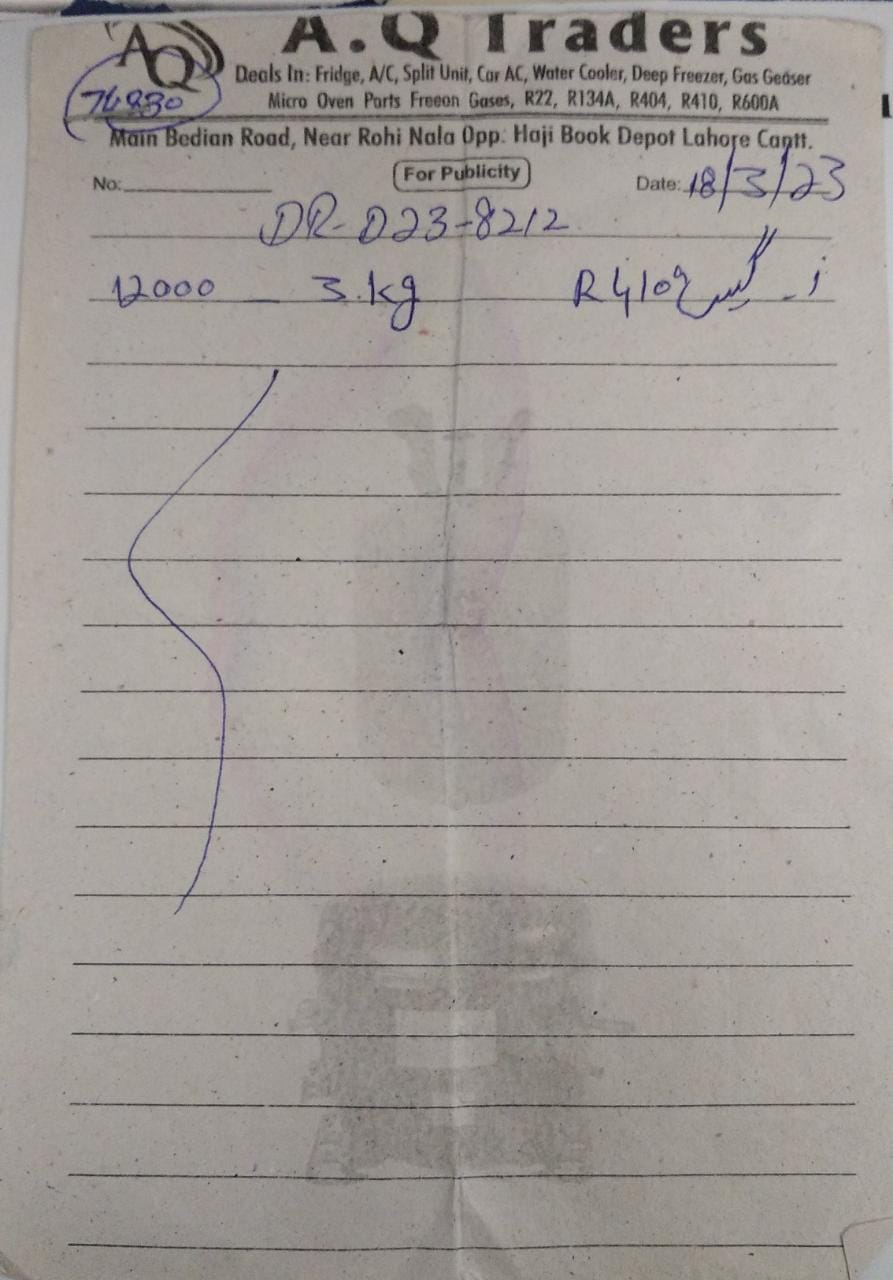 A.Q Traders
AQ
Deals In: Fridge, A/C, Split Unit, Car AC, Water Cooler, Deep Freezer, Gas Geaser
Micro Oven Parts Freeon Gases, R22, R134A, R404, R410, R600A
Main Bedian Road, Near Rohi Nala Opp: Haji Book Depot Lahore Cantt.
No:
For Publicity
Date: 18/3/23
DR-D23-8212
12000 — 3.kg R410 گیس